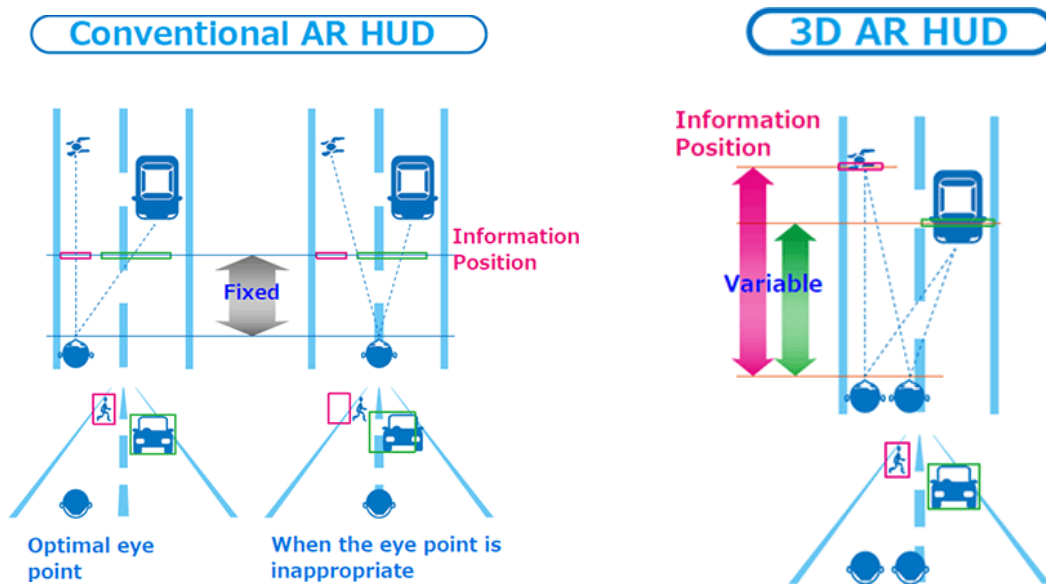 Conventional AR HUD
3D AR HUD
Information
Position
Fixed
Information
Position
Variable
Optimal eye
point
When the eye point is
inappropriate